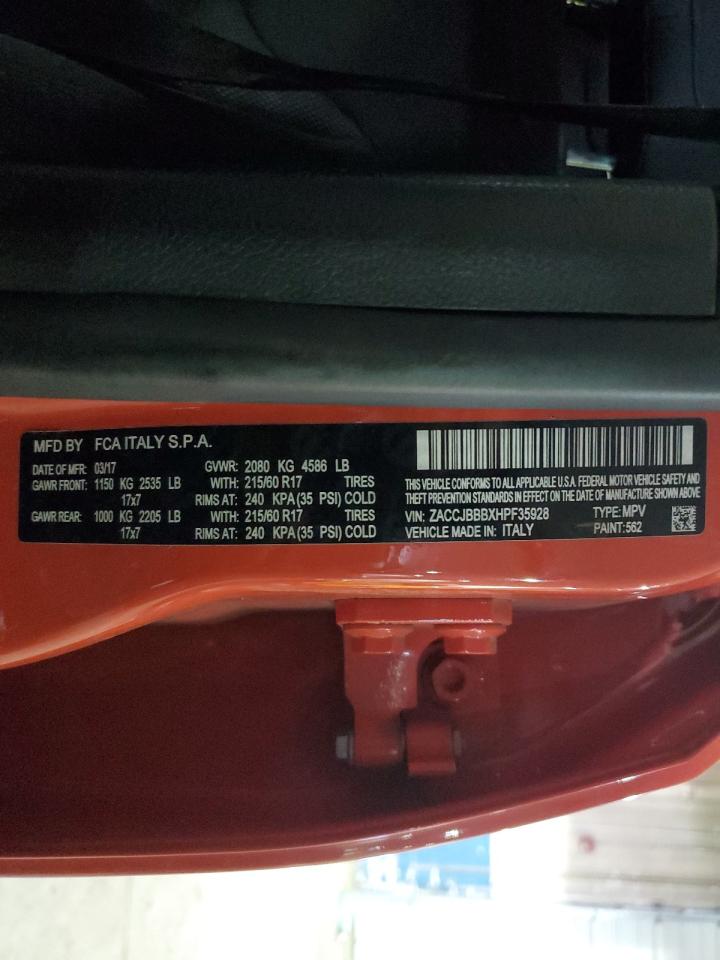 MFD BY FCA ITALY S.P.A.
DATE OF MFR: 03/17 GVWR: 2080 KG 4586 LB
GAWR FRONT: 1150 KG 2535 LB WITH: 215/60 R17 TIRES
17x7 RIMS AT: 240 KPA (35 PSI) COLD
GAWR REAR: 1000 KG 2205 LB WITH: 215/60 R17 TIRES
17x7 RIMS AT: 240 KPA (35 PSI) COLD
THIS VEHICLE CONFORMS TO ALL APPLICABLE U.S.A. FEDERAL MOTOR VEHICLE SAFETY AND
THEFT PREVENTION STANDARDS IN EFFECT ON THE DATE OF MANUFACTURE SHOWN ABOVE
VIN: ZACCJBBBXHPF35928 TYPE: MPV
VEHICLE MADE IN: ITALY PAINT: 562